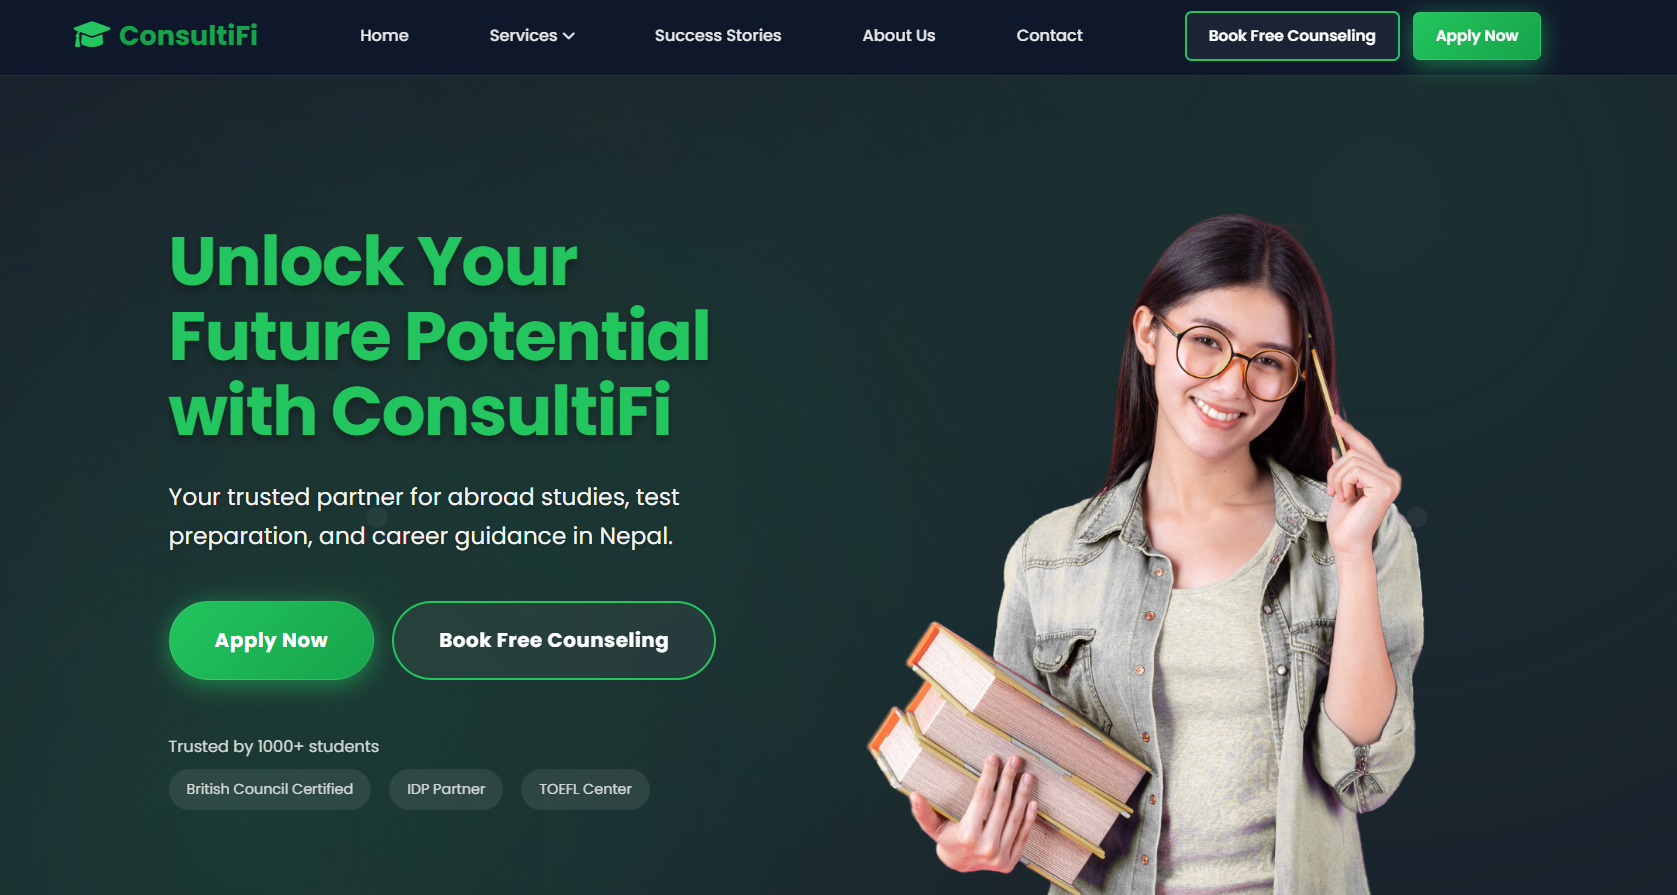 ConsultiFi
Home
Services
Success Stories
About Us
Contact
Book Free Counseling
Apply Now
Unlock Your
Future Potential
with ConsultiFi
Your trusted partner for abroad studies, test
preparation, and career guidance in Nepal.
Apply Now
Book Free Counseling
Trusted by 1000+ students
British Council Certified
IDP Partner
TOEFL Center